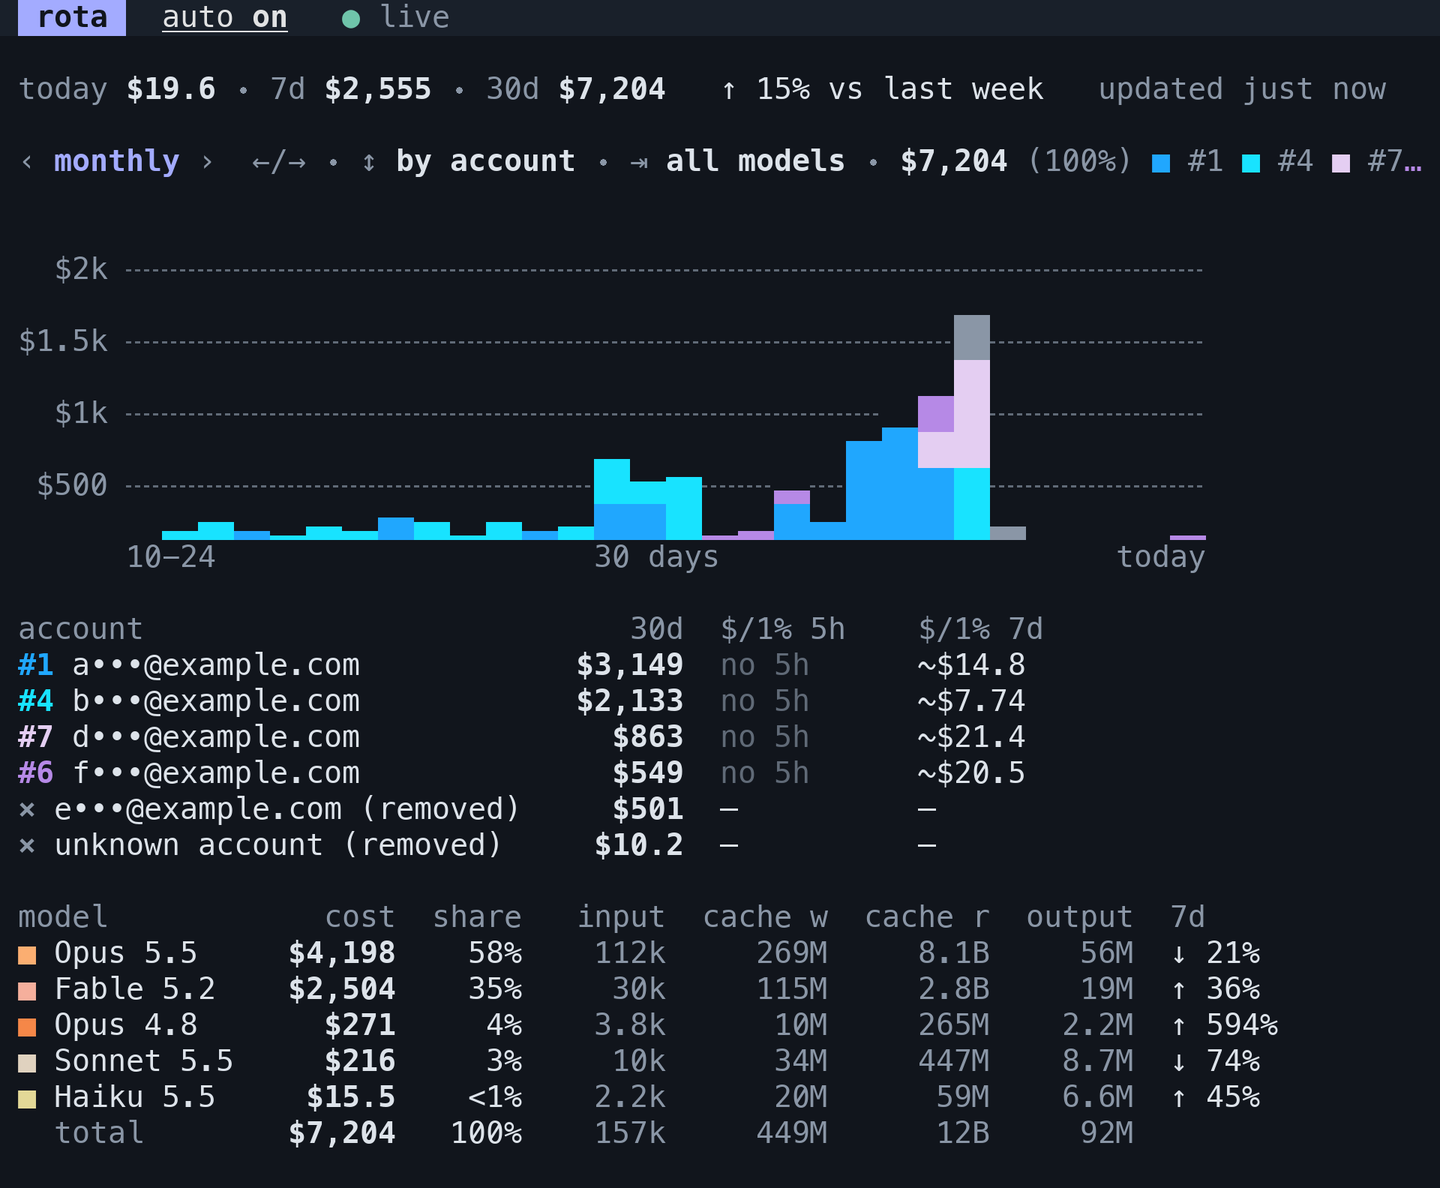 rota auto on ● live
today $19.6 · 7d $2,555 · 30d $7,204 ↑ 15% vs last week updated just now
‹ monthly › ←/→ · ↕ by account · ⇥ all models · $7,204 (100%) ■ #1 ■ #4 ■ #7…
$2k
$1.5k
$1k
$500
10–24 30 days today
account 30d $/1% 5h $/1% 7d
#1 a•••@example.com $3,149 no 5h ~$14.8
#4 b•••@example.com $2,133 no 5h ~$7.74
#7 d•••@example.com $863 no 5h ~$21.4
#6 f•••@example.com $549 no 5h ~$20.5
× e•••@example.com (removed) $501 — —
× unknown account (removed) $10.2 — —
model cost share input cache w cache r output 7d
■ Opus 5.5 $4,198 58% 112k 269M 8.1B 56M ↓ 21%
■ Fable 5.2 $2,504 35% 30k 115M 2.8B 19M ↑ 36%
■ Opus 4.8 $271 4% 3.8k 10M 265M 2.2M ↑ 594%
■ Sonnet 5.5 $216 3% 10k 34M 447M 8.7M ↓ 74%
■ Haiku 5.5 $15.5 <1% 2.2k 20M 59M 6.6M ↑ 45%
total $7,204 100% 157k 449M 12B 92M